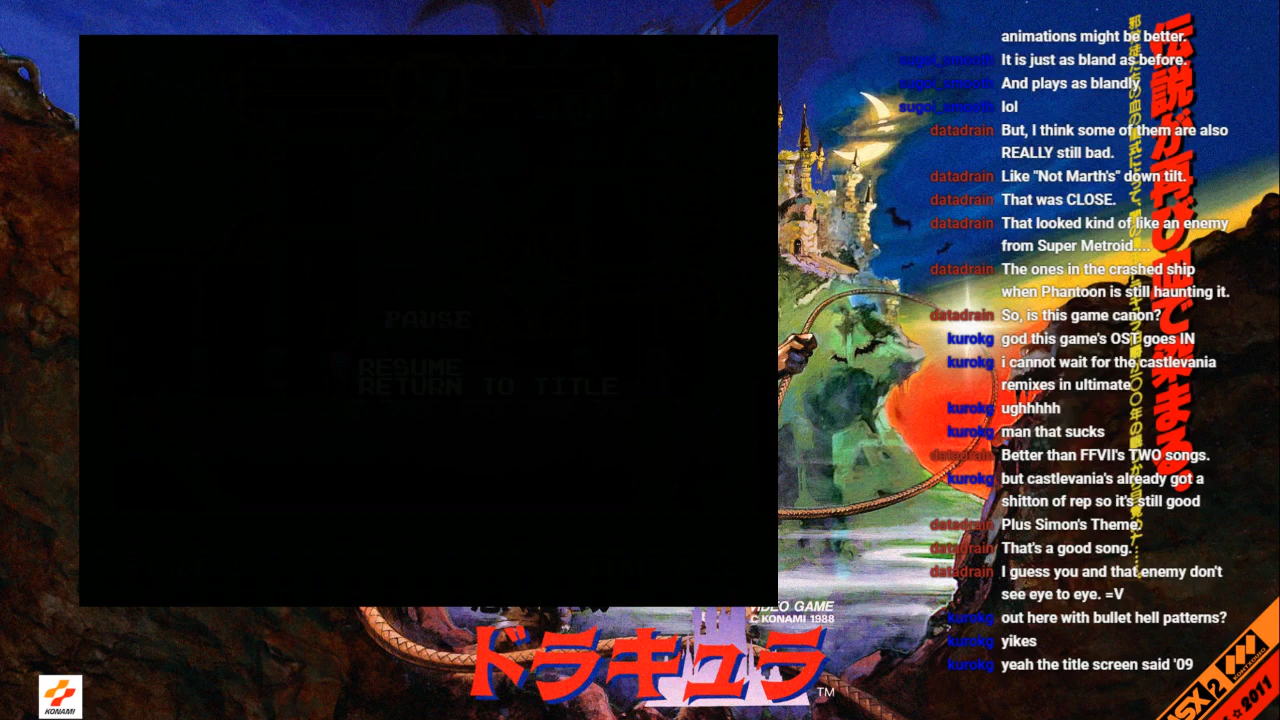 animations might be better.
sugoi_smooth It is just as bland as before.
sugoi_smooth And plays as blandly
sugoi_smooth lol
datadrain But, I think some of them are also
REALLY still bad.
datadrain Like "Not Marth's" down tilt.
datadrain That was CLOSE.
datadrain That looked kind of like an enemy
from Super Metroid....
datadrain The ones in the crashed ship
when Phantoon is still haunting it.
datadrain So, is this game canon?
kurokg god this game's OST goes IN
kurokg i cannot wait for the castlevania
remixes in ultimate
kurokg ughhhhh
kurokg man that sucks
datadrain Better than FFVII's TWO songs.
kurokg but castlevania's already got a
shitton of rep so it's still good
datadrain Plus Simon's Theme.
datadrain That's a good song.
datadrain I guess you and that enemy don't
see eye to eye. =V
kurokg out here with bullet hell patterns?
kurokg yikes
kurokg yeah the title screen said '09
PAUSE
RESUME
RETURN TO TITLE
伝説が再び
VIDEO GAME
© KONAMI 1988
ドラキュラ
TM
KONAMI
MSX2
2011